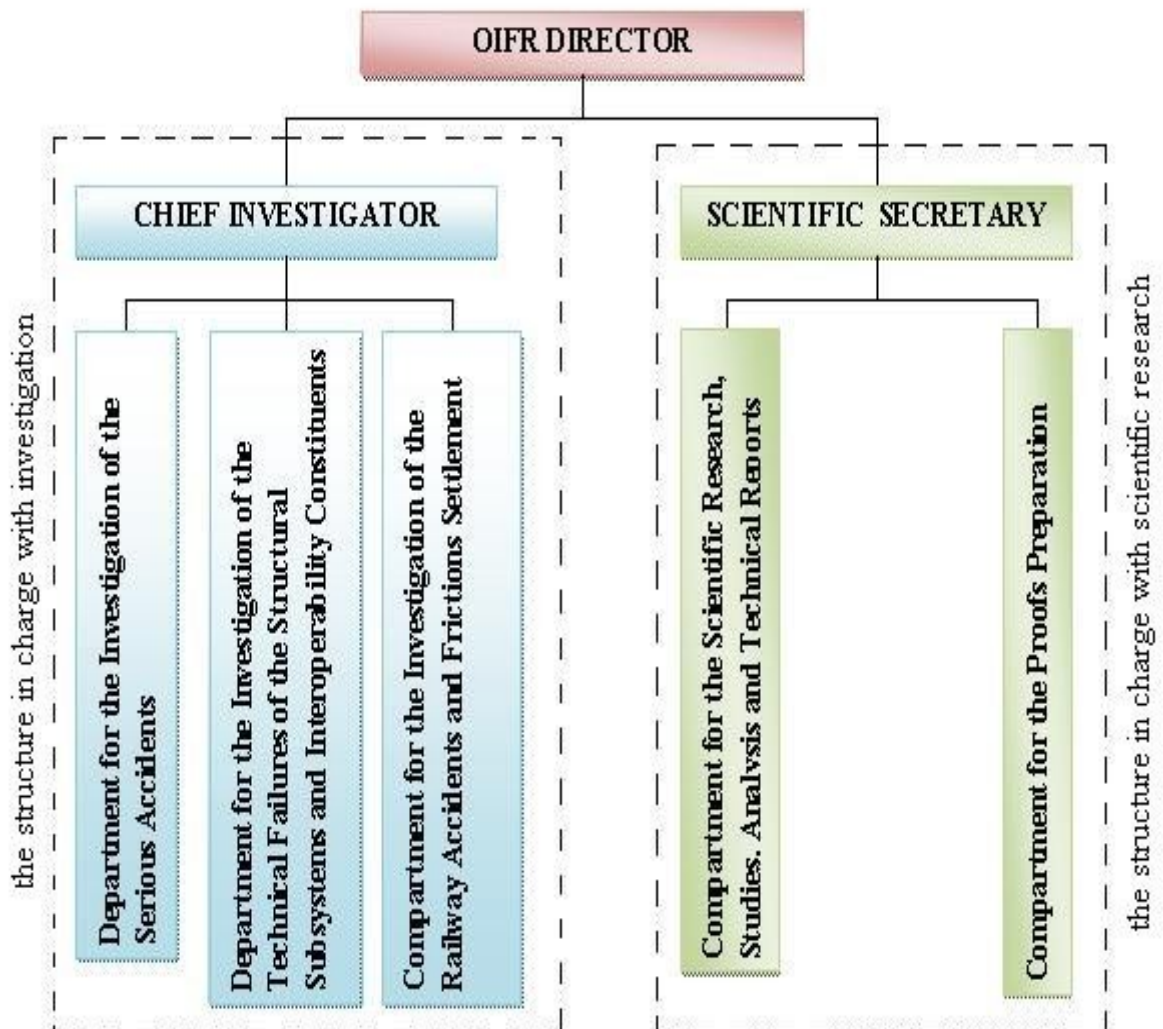 OIFR DIRECTOR
CHIEF INVESTIGATOR
SCIENTIFIC SECRETARY
the structure in charge with investigation
Department for the Investigation of the
Serious Accidents
Department for the Investigation of the
Technical Failures of the Structural
Subsystems and Interoperability Constituents
Compartment for the Investigation of the
Railway Accidents and Frictions Settlement
Compartment for the Scientific Research,
Studies. Analysis and Technical Reports
Compartment for the Proofs Preparation
the structure in charge with scientific research